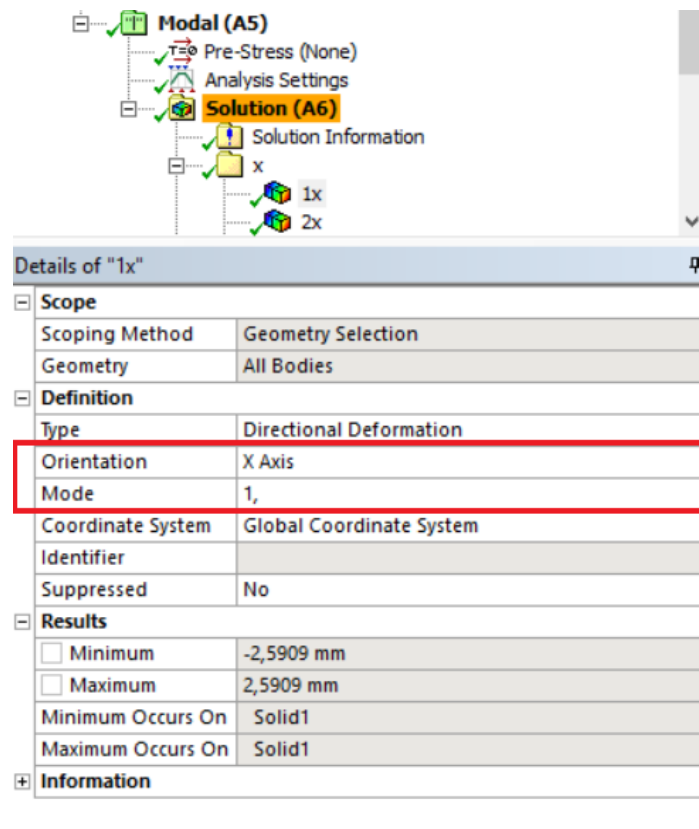 Modal (A5)
T=0 Pre-Stress (None)
Analysis Settings
Solution (A6)
Solution Information
x
1x
2x
Details of "1x"
Scope
Scoping Method Geometry Selection
Geometry All Bodies
Definition
Type Directional Deformation
Orientation X Axis
Mode 1,
Coordinate System Global Coordinate System
Identifier
Suppressed No
Results
Minimum -2,5909 mm
Maximum 2,5909 mm
Minimum Occurs On Solid1
Maximum Occurs On Solid1
Information